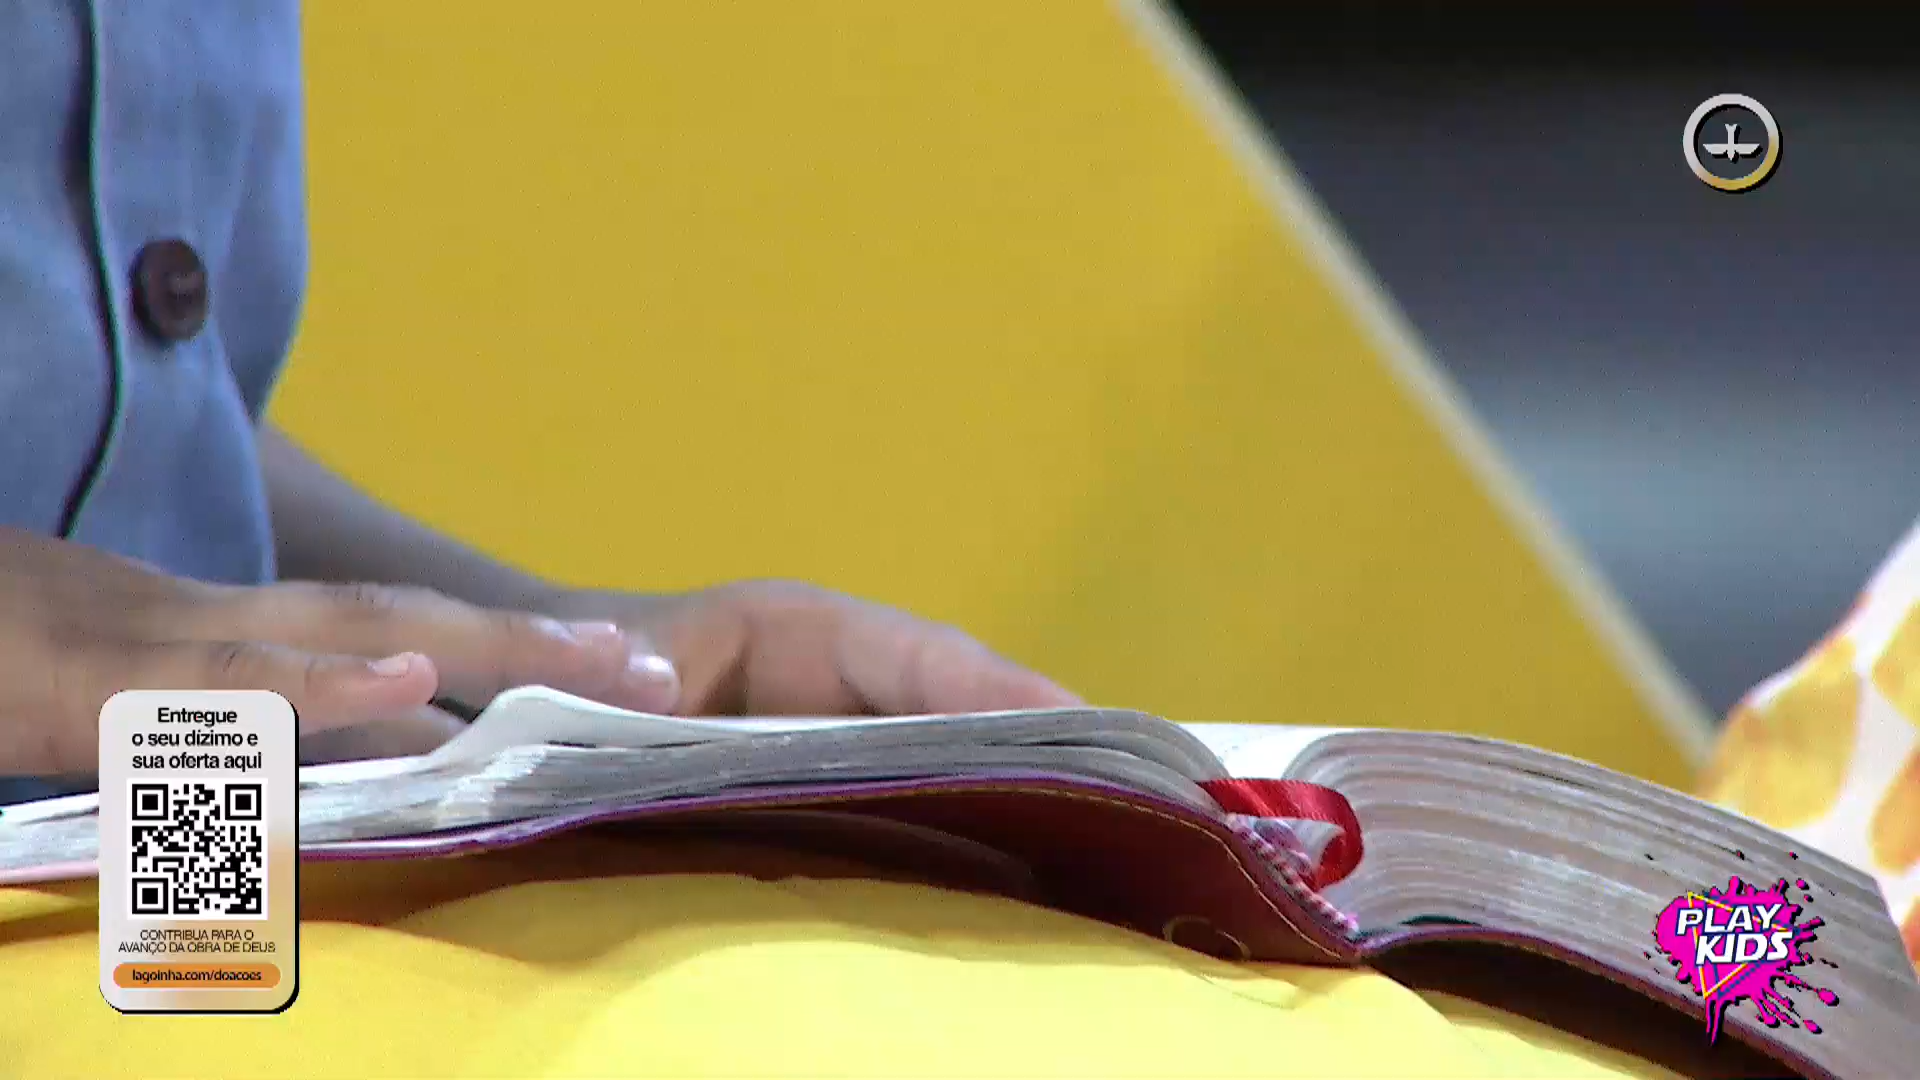 Entregue
o seu dízimo e
sua oferta aqui
CONTRIBUA PARA O
AVANÇO DA OBRA DE DEUS
lagoinha.com/doacoes
PLAY
KIDS